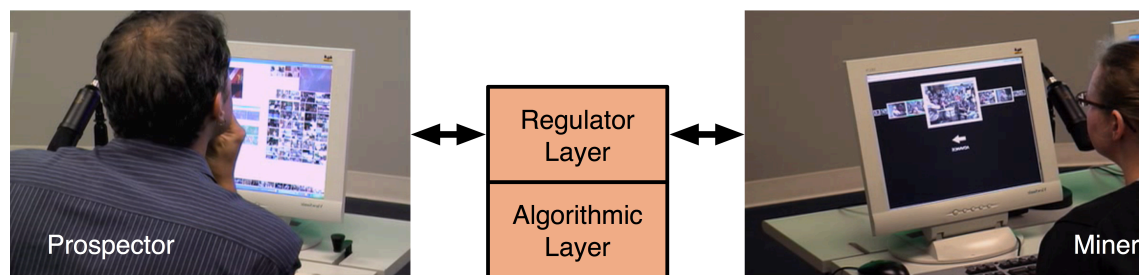 Prospector
Regulator
Layer
Algorithmic
Layer
Miner